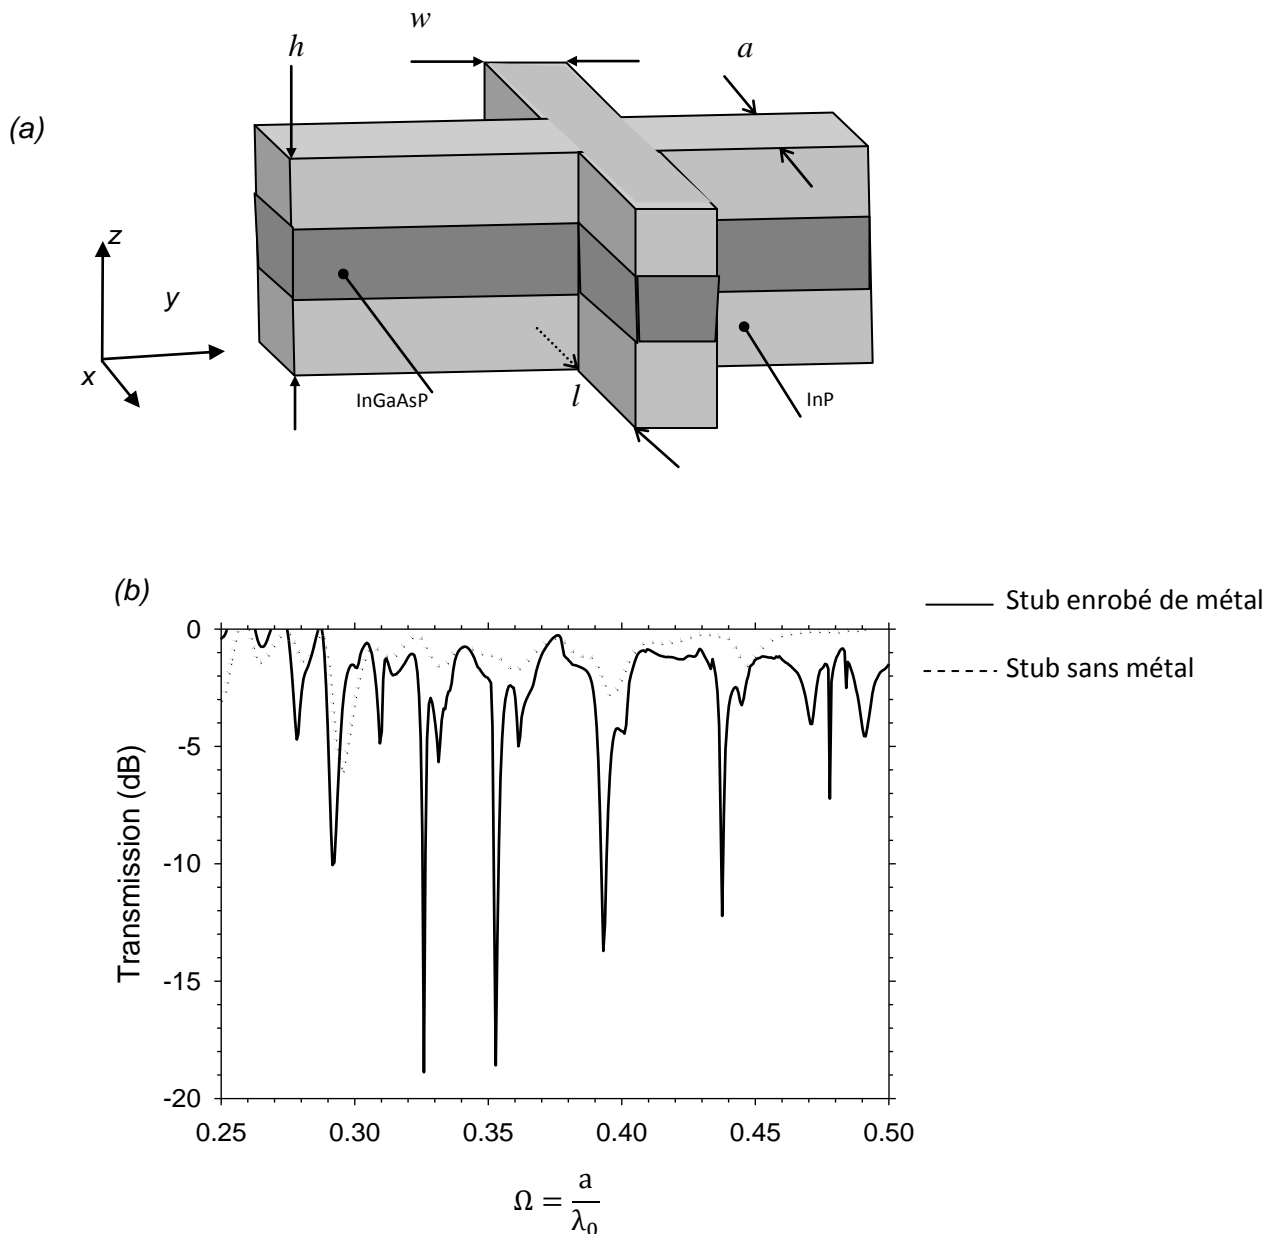 w
h
a
(a)
z
y
x
InGaAsP
l
InP
(b)
Stub enrobé de métal
Stub sans métal
Transmission (dB)
0
-5
-10
-15
-20
0.25 0.30 0.35 0.40 0.45 0.50
Ω = a/λ₀